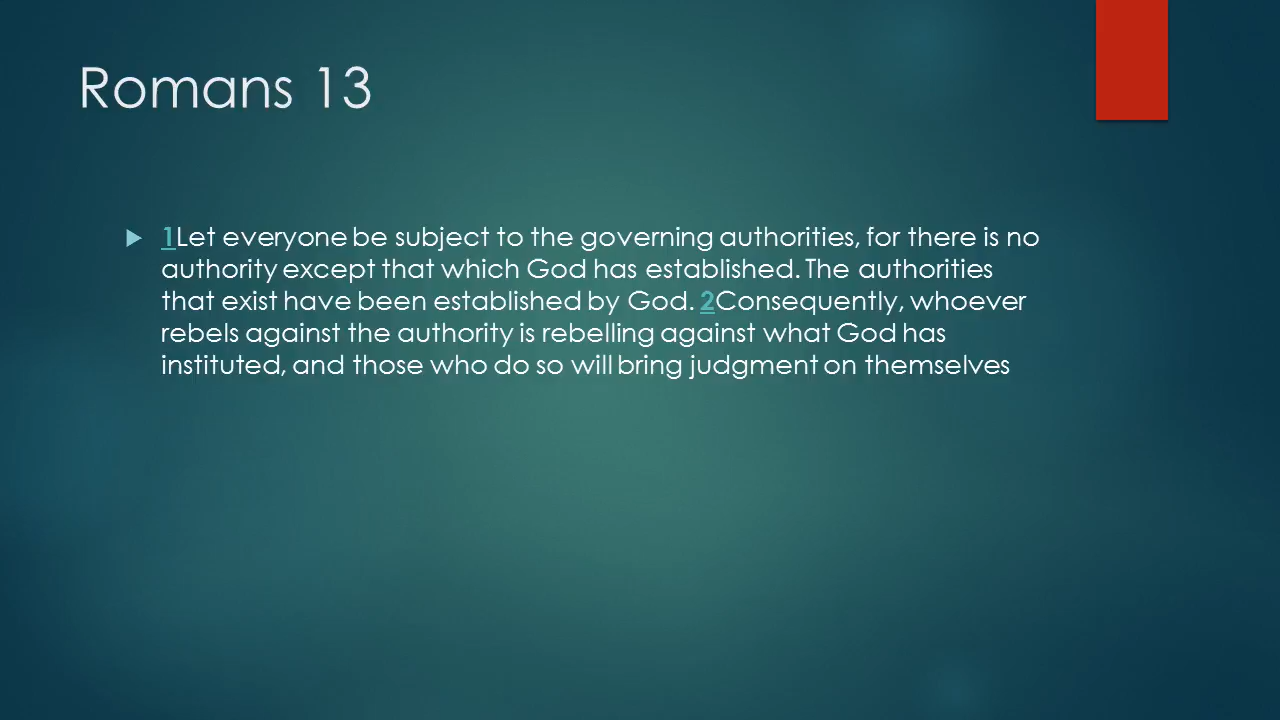 Romans 13
1Let everyone be subject to the governing authorities, for there is no
authority except that which God has established. The authorities
that exist have been established by God. 2Consequently, whoever
rebels against the authority is rebelling against what God has
instituted, and those who do so will bring judgment on themselves